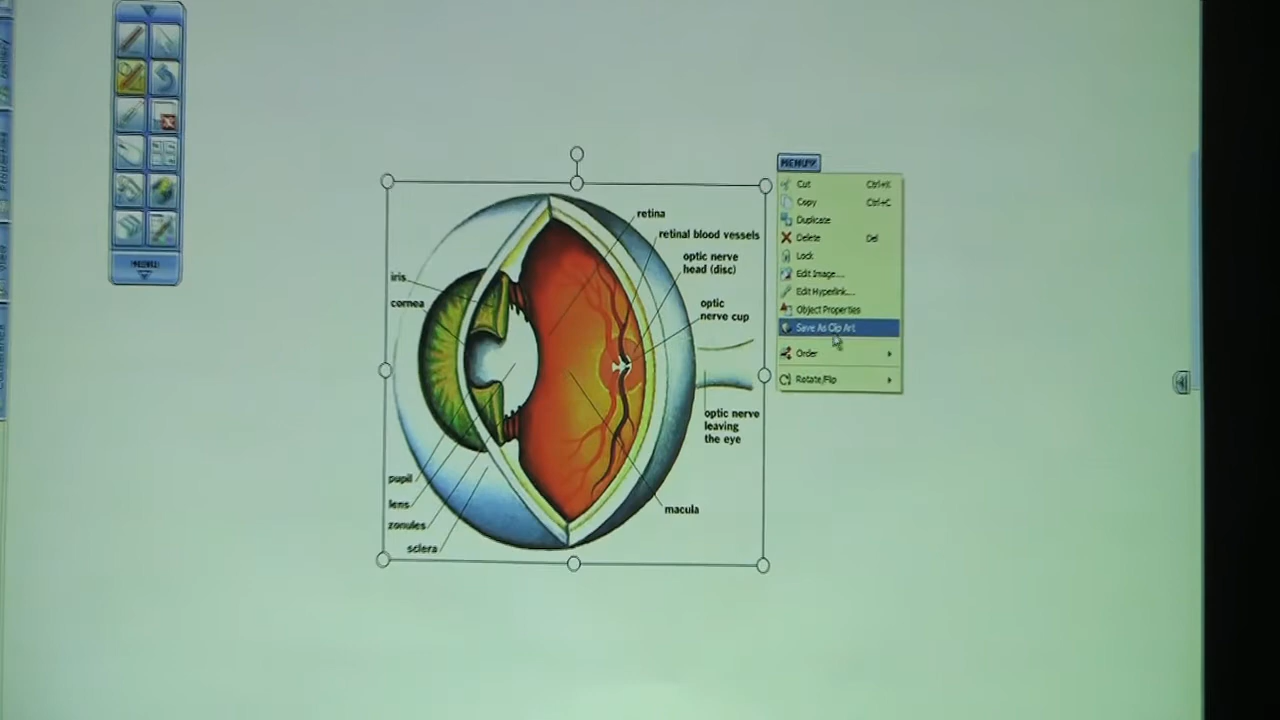 MENU
MENU
Cut Ctrl+X
Copy Ctrl+C
Duplicate
Delete Del
Lock
Edit Image...
Edit Hyperlink...
Object Properties
Save As Clip Art
Order
Rotate/Flip
retina
retinal blood vessels
optic nerve
head (disc)
iris
cornea
optic
nerve cup
optic nerve
leaving
the eye
pupil
lens
zonules
sclera
macula